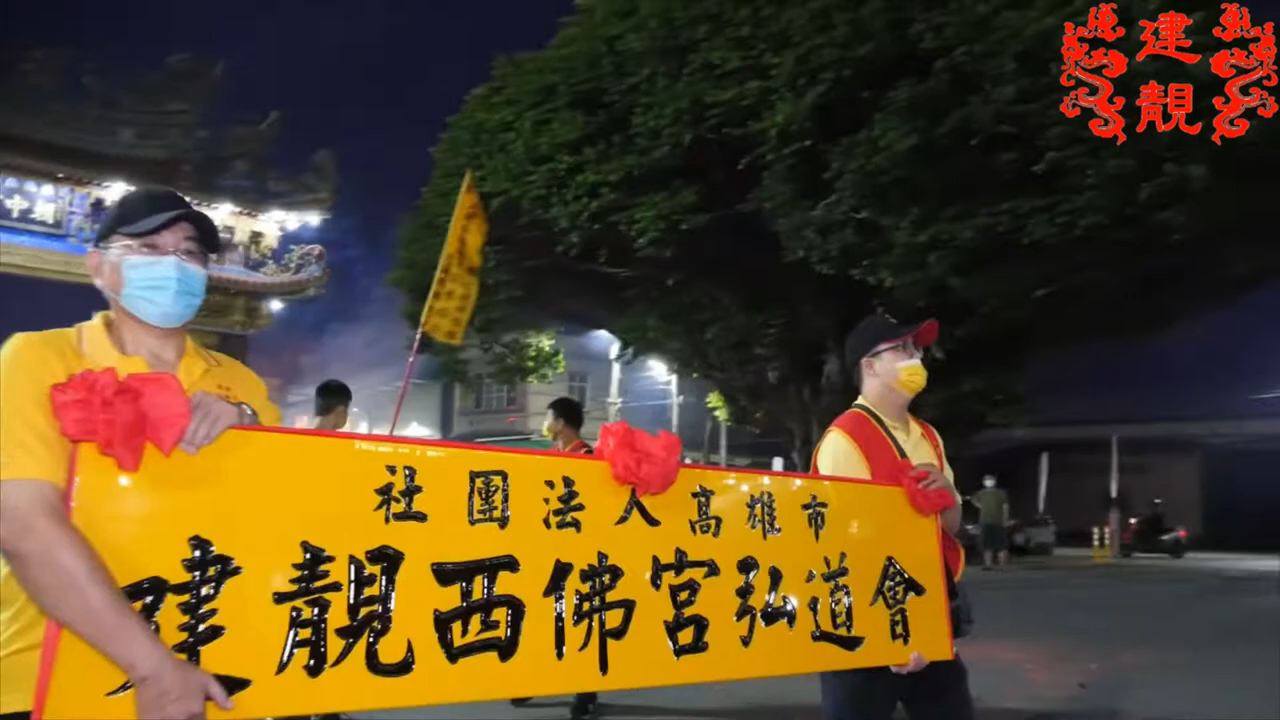 建
靚
社團法人高雄市
建靚西佛宮弘道會